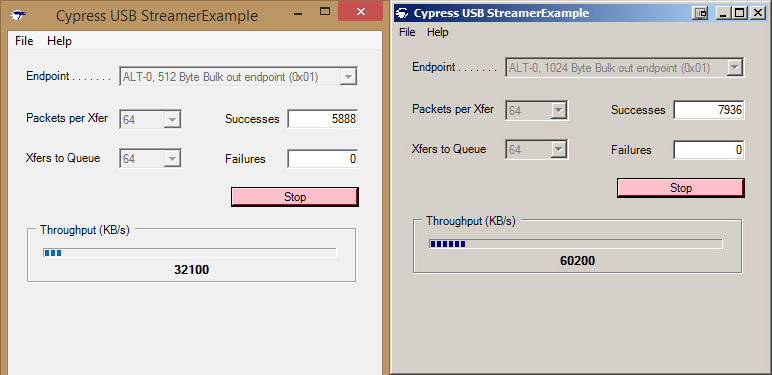 Cypress USB StreamerExample
File Help
Endpoint . . . . . . . ALT-0, 512 Byte Bulk out endpoint (0x01)
Packets per Xfer 64 Successes 5888
Xfers to Queue 64 Failures 0
Stop
Throughput (KB/s)
32100
Cypress USB StreamerExample
File Help
Endpoint . . . . . . . ALT-0, 1024 Byte Bulk out endpoint (0x01)
Packets per Xfer 64 Successes 7936
Xfers to Queue 64 Failures 0
Stop
Throughput (KB/s)
60200